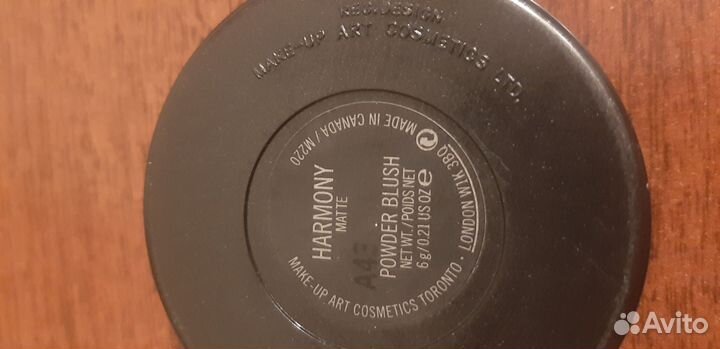 REG.DESIGN
MAKE-UP ART COSMETICS LTD.
MADE IN CANADA / M220
HARMONY
MATTE
A43
POWDER BLUSH
NET WT. / POIDS NET
6 g/0.21 US OZ e
MAKE-UP ART COSMETICS TORONTO · LONDON W1K 3BQ
Avito